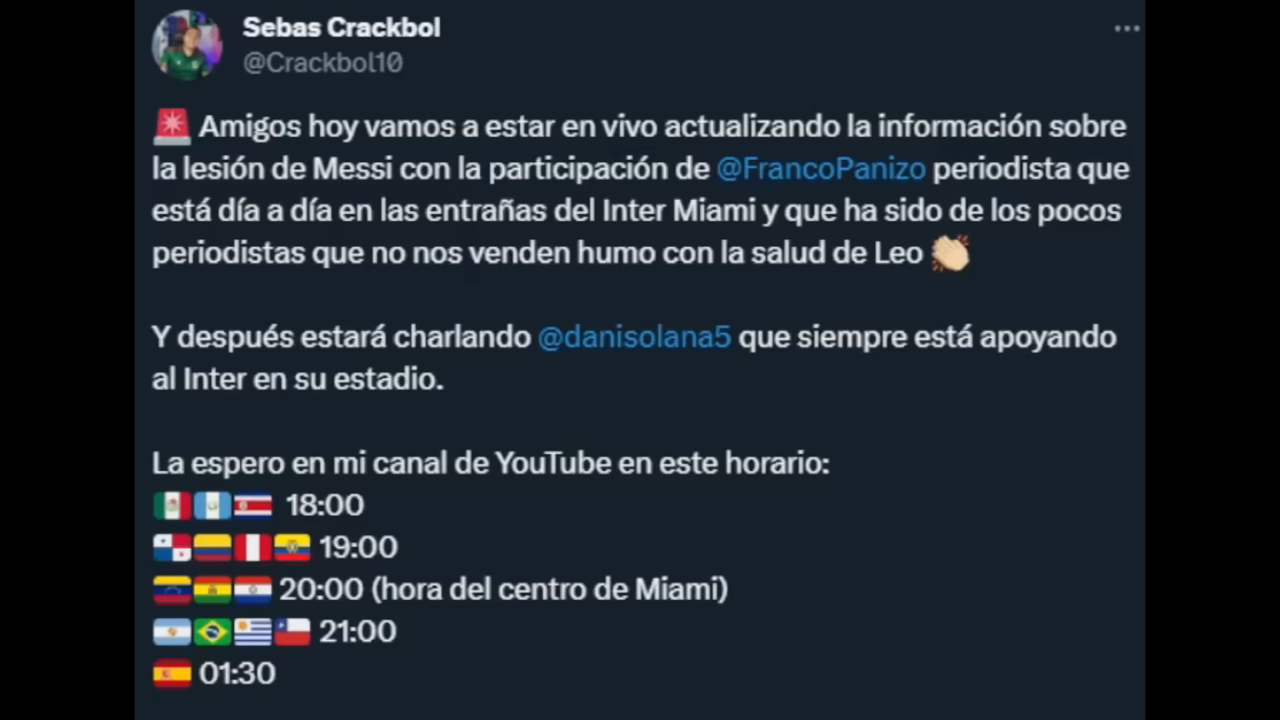 Sebas Crackbol
@Crackbol10
🚨 Amigos hoy vamos a estar en vivo actualizando la información sobre
la lesión de Messi con la participación de @FrancoPanizo periodista que
está día a día en las entrañas del Inter Miami y que ha sido de los pocos
periodistas que no nos venden humo con la salud de Leo 👏🏼
Y después estará charlando @danisolana5 que siempre está apoyando
al Inter en su estadio.
La espero en mi canal de YouTube en este horario:
🇲🇽🇬🇹🇨🇷 18:00
🇵🇦🇨🇴🇵🇪🇪🇨 19:00
🇻🇪🇧🇴🇵🇾 20:00 (hora del centro de Miami)
🇦🇷🇧🇷🇺🇾🇨🇱 21:00
🇪🇸 01:30